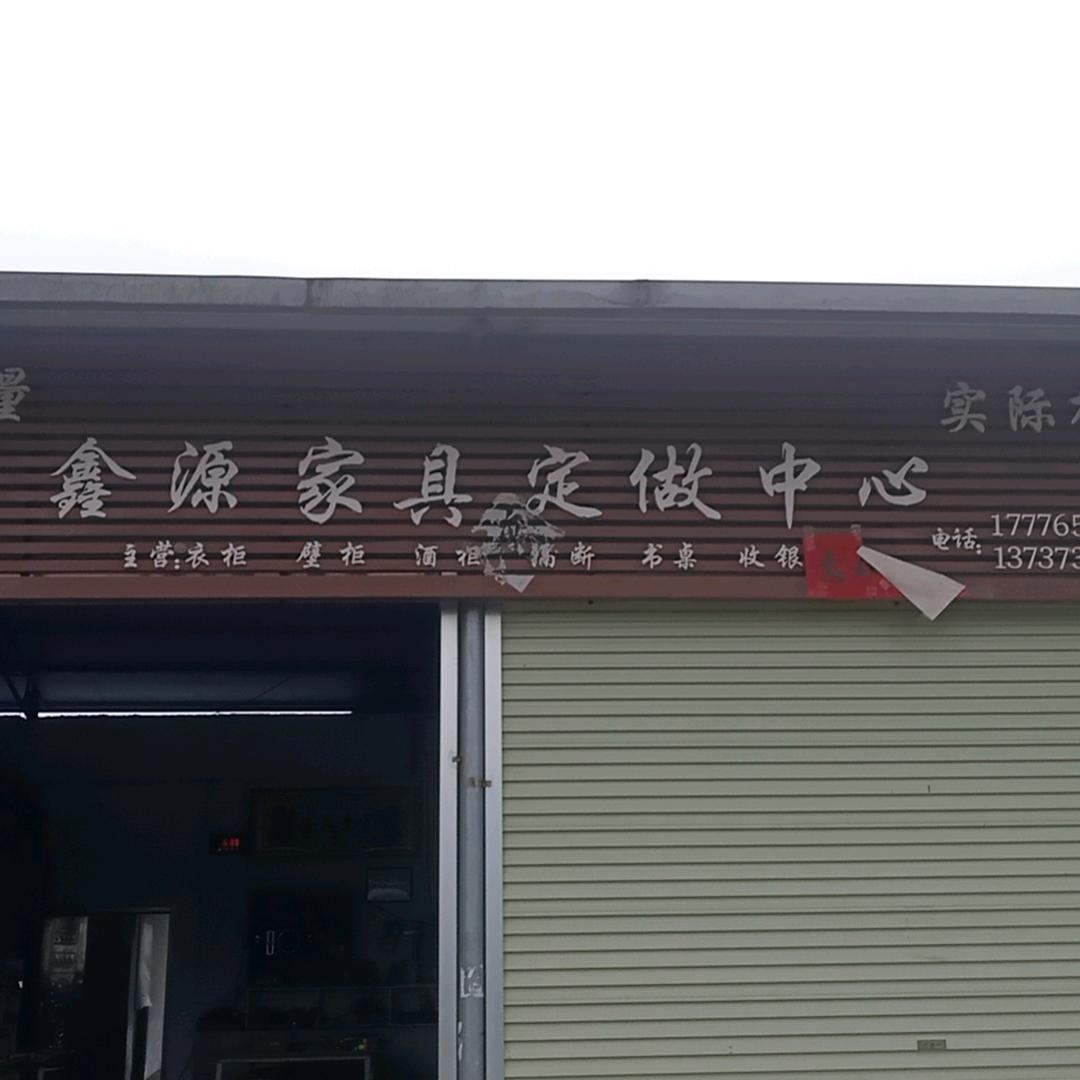 量
实际
鑫源家具定做中心
主营:衣柜 壁柜 酒柜 隔断 书桌 收银
电话: 17776
13737